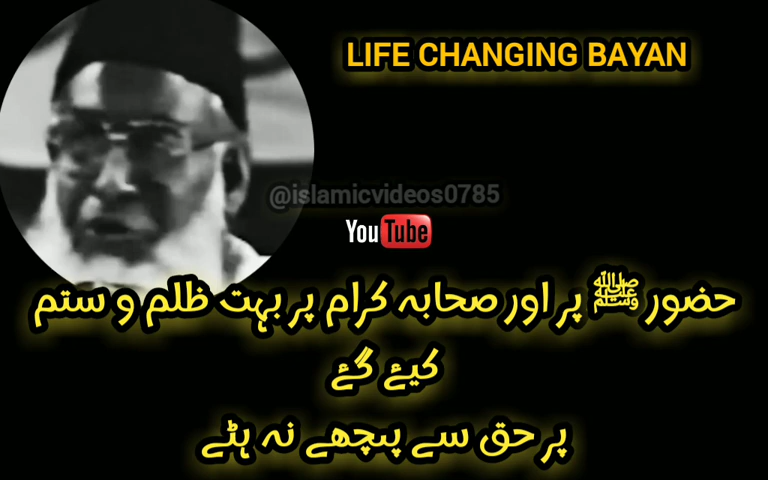 LIFE CHANGING BAYAN
@islamicvideos0785
YouTube
حضور ﷺ پر اور صحابہ کرام پر بہت ظلم و ستم
کیئے گئے
پر حق سے پیچھے نہ ہٹے